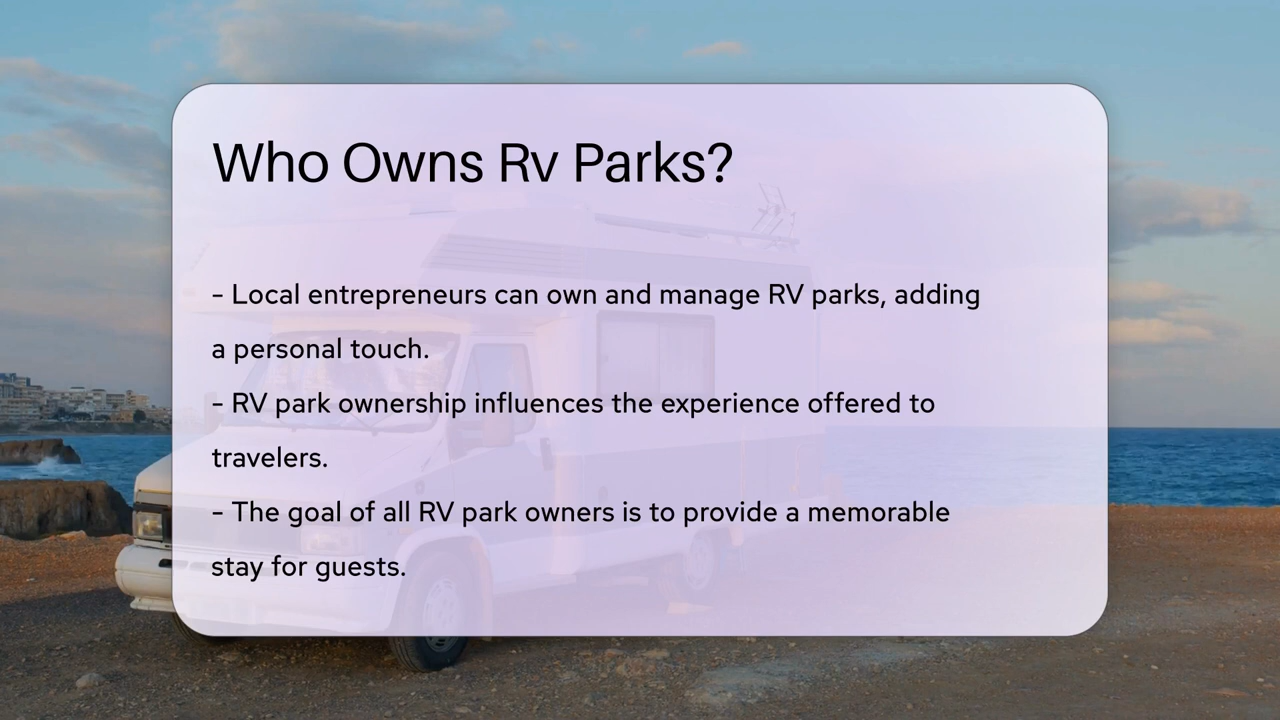 Who Owns Rv Parks?
- Local entrepreneurs can own and manage RV parks, adding
a personal touch.
- RV park ownership influences the experience offered to
travelers.
- The goal of all RV park owners is to provide a memorable
stay for guests.